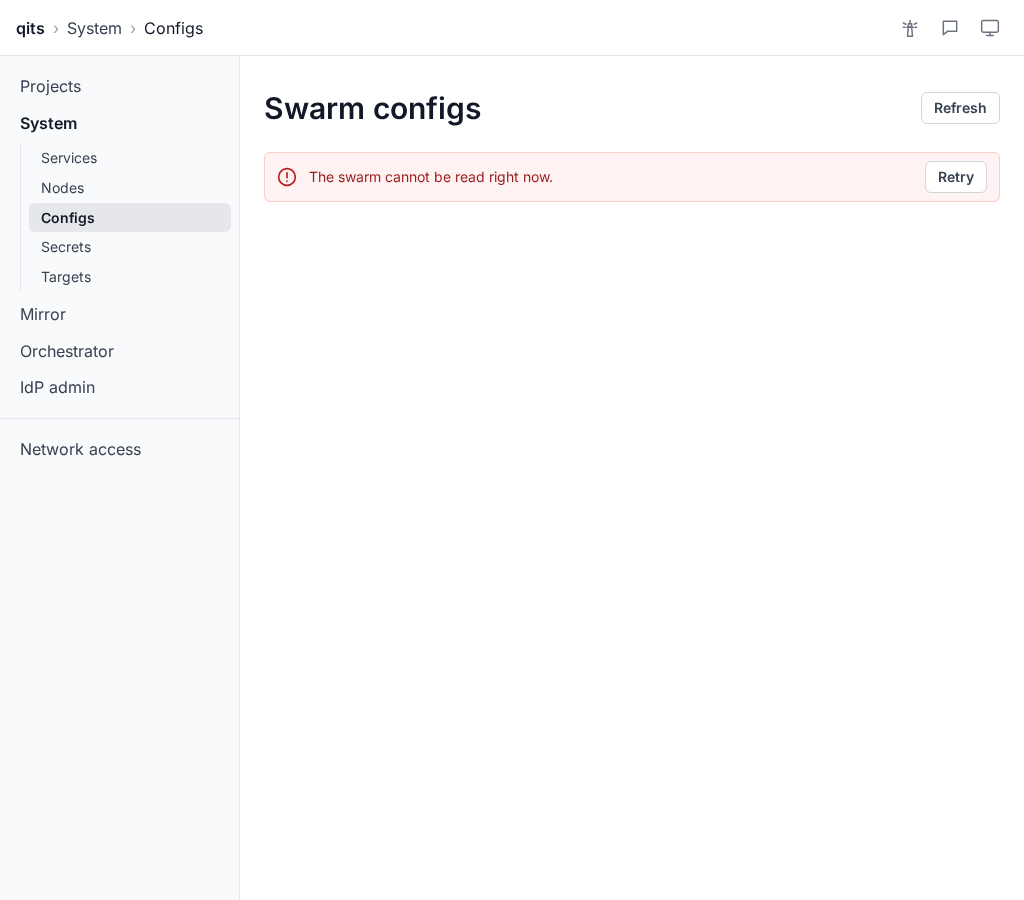 qits › System › Configs
Projects
System
Services
Nodes
Configs
Secrets
Targets
Mirror
Orchestrator
IdP admin
Network access
Swarm configs
Refresh
The swarm cannot be read right now.
Retry